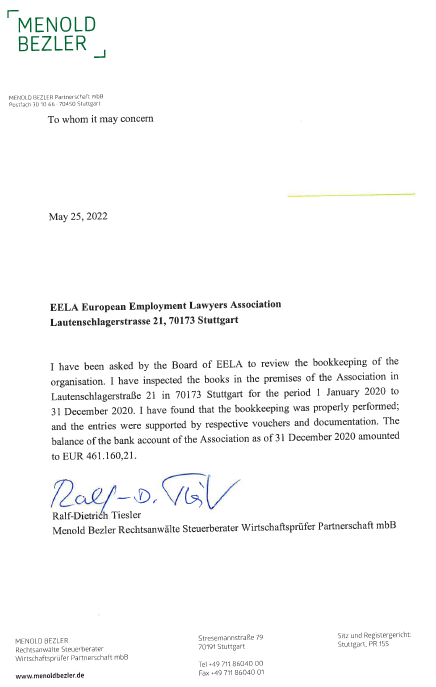 MENOLD
BEZLER
MENOLD BEZLER Partnerschaft mbB
Postfach 30 10 66 · 70450 Stuttgart
To whom it may concern
May 25, 2022
EELA European Employment Lawyers Association
Lautenschlagerstrasse 21, 70173 Stuttgart
I have been asked by the Board of EELA to review the bookkeeping of the
organisation. I have inspected the books in the premises of the Association in
Lautenschlagerstraße 21 in 70173 Stuttgart for the period 1 January 2020 to
31 December 2020. I have found that the bookkeeping was properly performed;
and the entries were supported by respective vouchers and documentation. The
balance of the bank account of the Association as of 31 December 2020 amounted
to EUR 461.160,21.
Ralf-Dietrich Tiesler
Menold Bezler Rechtsanwälte Steuerberater Wirtschaftsprüfer Partnerschaft mbB
MENOLD BEZLER
Rechtsanwälte Steuerberater
Wirtschaftsprüfer Partnerschaft mbB
www.menoldbezler.de
Stresemannstraße 79
70191 Stuttgart
Tel +49 711 86040 00
Fax +49 711 86040 01
Sitz und Registergericht:
Stuttgart, PR 155